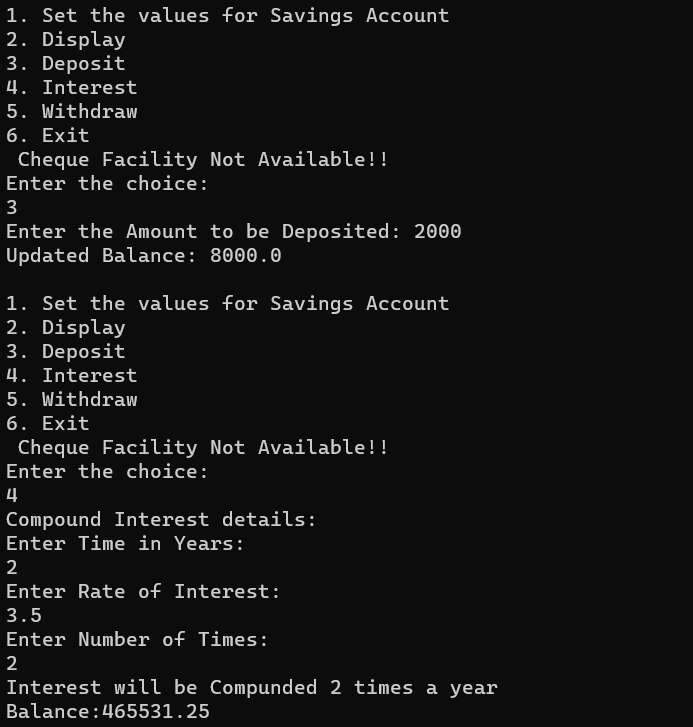 1. Set the values for Savings Account
2. Display
3. Deposit
4. Interest
5. Withdraw
6. Exit
 Cheque Facility Not Available!!
Enter the choice:
3
Enter the Amount to be Deposited: 2000
Updated Balance: 8000.0

1. Set the values for Savings Account
2. Display
3. Deposit
4. Interest
5. Withdraw
6. Exit
 Cheque Facility Not Available!!
Enter the choice:
4
Compound Interest details:
Enter Time in Years:
2
Enter Rate of Interest:
3.5
Enter Number of Times:
2
Interest will be Compunded 2 times a year
Balance:465531.25